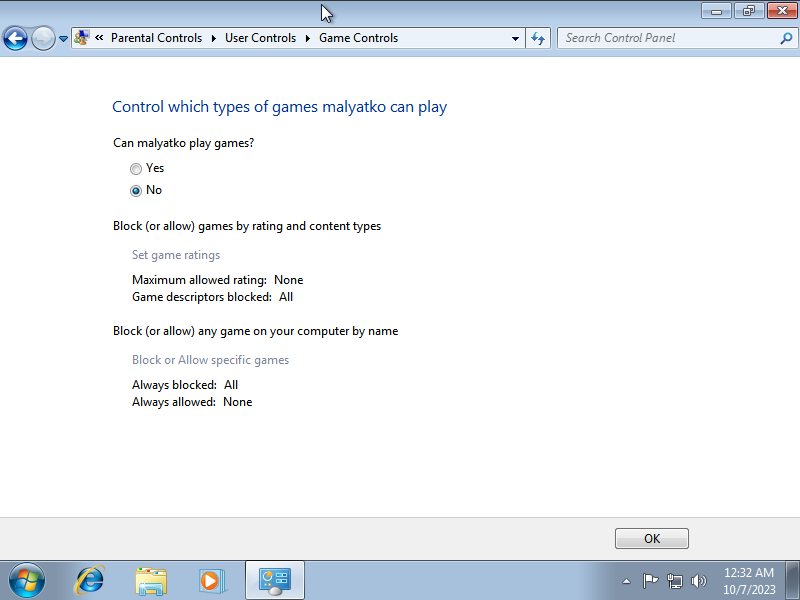 « Parental Controls User Controls Game Controls
Search Control Panel
Control which types of games malyatko can play
Can malyatko play games?
Yes
No
Block (or allow) games by rating and content types
Set game ratings
Maximum allowed rating: None
Game descriptors blocked: All
Block (or allow) any game on your computer by name
Block or Allow specific games
Always blocked: All
Always allowed: None
OK
12:32 AM
10/7/2023